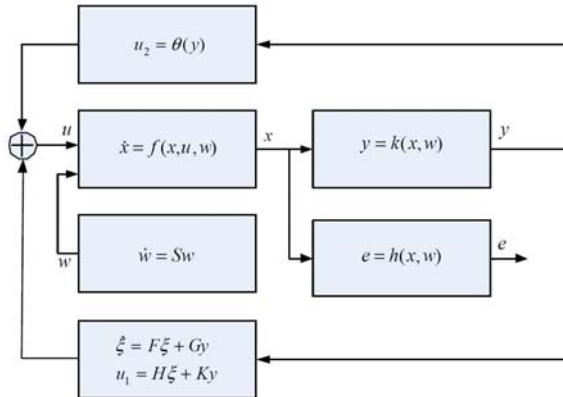 u₂ = θ(y)
u
ẋ = f(x,u,w)
x
y = k(x,w)
y
w
ẇ = Sw
e = h(x,w)
e
ξ̇ = Fξ + Gy
u₁ = Hξ + Ky